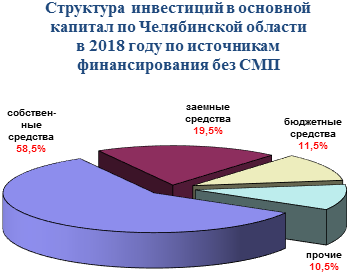 Структура инвестиций в основной
капитал по Челябинской области
в 2018 году по источникам
финансирования без СМП
собствен-
ные
средства
58,5%
заемные
средства
19,5%
бюджетные
средства
11,5%
прочие
10,5%